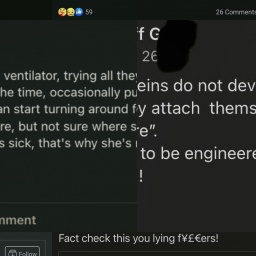 59
26 Comments
ventilator, trying all they
he time, occasionally pu
an start turning around f
re, but not sure where s
s sick, that's why she's
mment
Follow
f G
26
eins do not dev
y attach thems
e".
to be engineere
!
Fact check this you lying f¥£€ers!